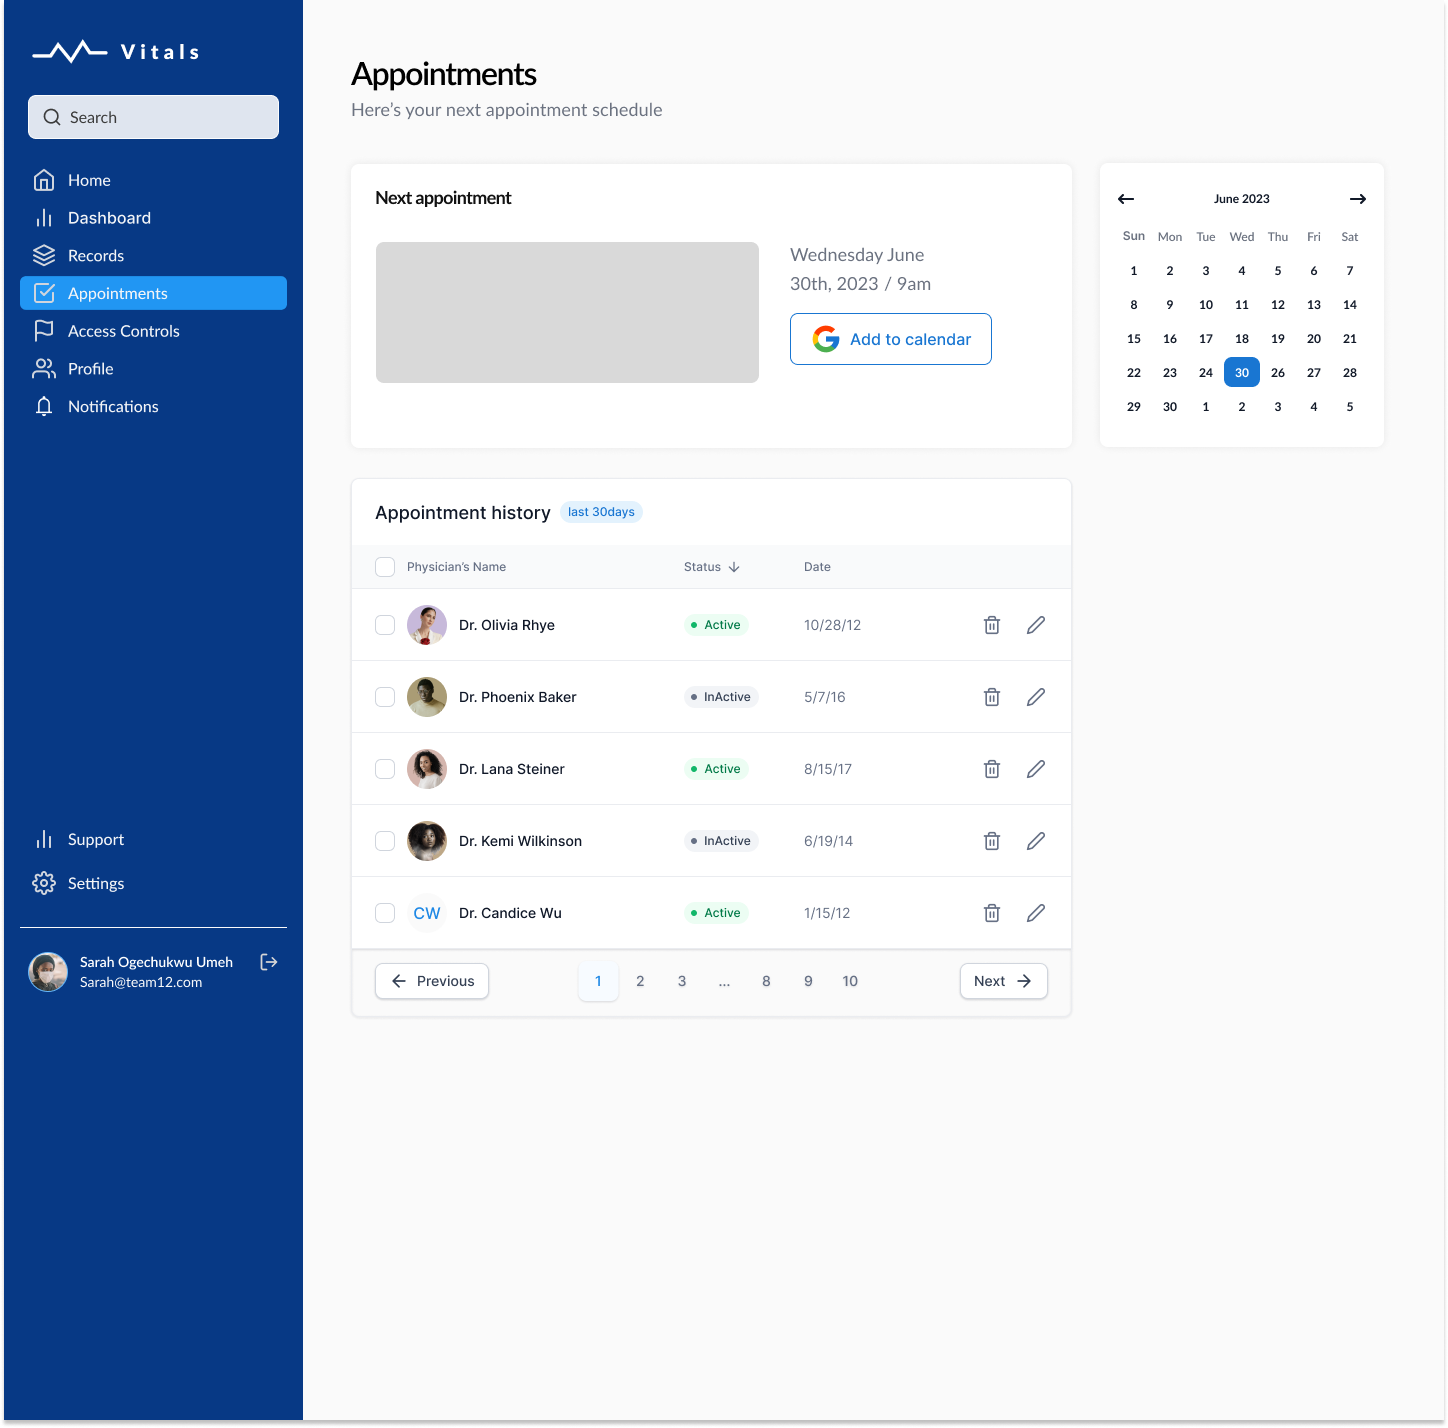 Vitals
Search
Home
Dashboard
Records
Appointments
Access Controls
Profile
Notifications
Support
Settings
Sarah Ogechukwu Umeh
Sarah@team12.com
Appointments
Here's your next appointment schedule
Next appointment
Wednesday June
30th, 2023 / 9am
Add to calendar
June 2023
Sun Mon Tue Wed Thu Fri Sat
1 2 3 4 5 6 7
8 9 10 11 12 13 14
15 16 17 18 19 20 21
22 23 24 30 26 27 28
29 30 1 2 3 4 5
Appointment history last 30days
Physician's Name Status Date
Dr. Olivia Rhye Active 10/28/12
Dr. Phoenix Baker InActive 5/7/16
Dr. Lana Steiner Active 8/15/17
Dr. Kemi Wilkinson InActive 6/19/14
CW Dr. Candice Wu Active 1/15/12
Previous 1 2 3 ... 8 9 10 Next